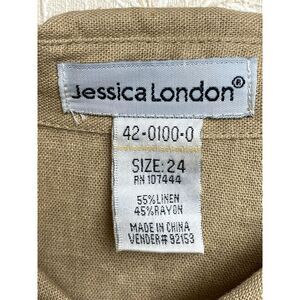 Jessica London®
42-0100-0
SIZE: 24
RN 107444
55% LINEN
45% RAYON
MADE IN CHINA
VENDER# 92153